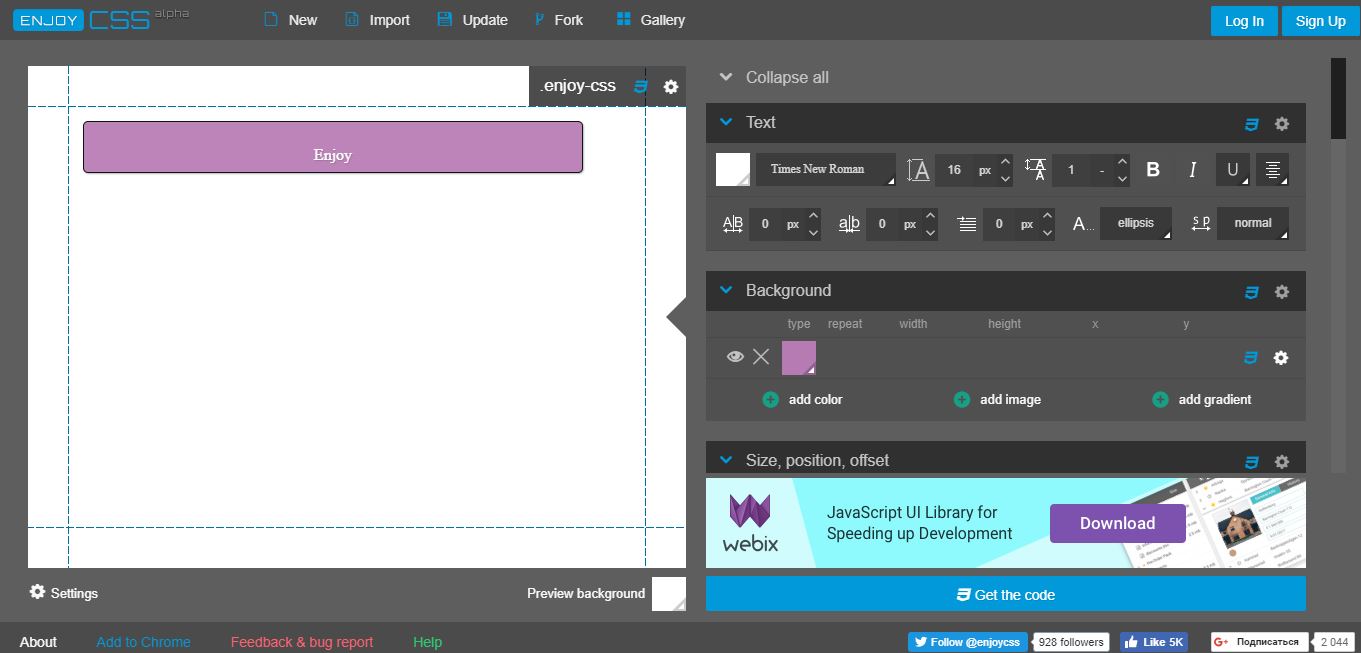 ENJOY CSS alpha
New Import Update Fork Gallery
Log In Sign Up
.enjoy-css
Enjoy
Settings
Preview background
Collapse all
Text
Times New Roman 16 px 1 - B I U
AB 0 px ab 0 px 0 px A... ellipsis s p normal
Background
type repeat width height x y
add color add image add gradient
Size, position, offset
webix
JavaScript UI Library for
Speeding up Development
Download
Get the code
About Add to Chrome Feedback & bug report Help
Follow @enjoycss 928 followers Like 5K G+ Подписаться 2 044